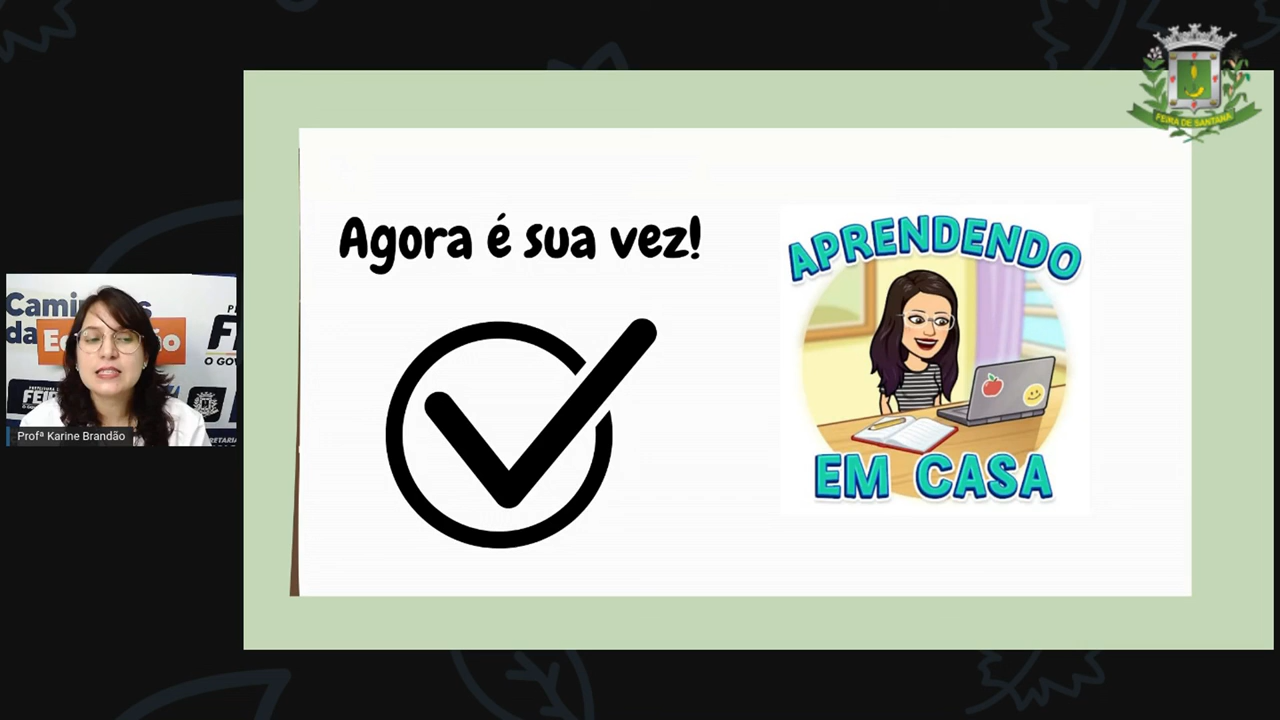 FEIRA DE SANTANA
Agora é sua vez!
APRENDENDO
EM CASA
Profª Karine Brandão